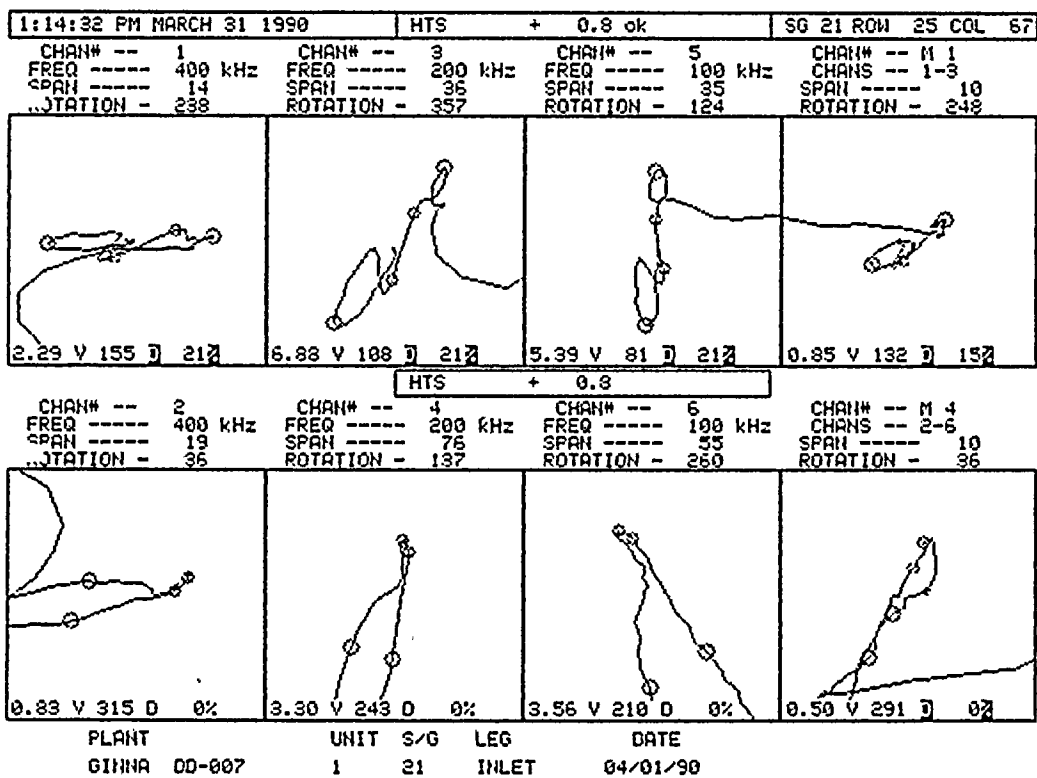 1:14:32 PM MARCH 31 1990 HTS + 0.8 ok SG 21 ROW 25 COL 67
CHAN# -- 1 CHAN# -- 3 CHAN# -- 5 CHAN# -- M 1
FREQ ----- 400 kHz FREQ ----- 200 kHz FREQ ----- 100 kHz CHANS -- 1-3
SPAN ----- 14 SPAN ----- 36 SPAN ----- 35 SPAN ----- 10
..OTATION - 238 ROTATION - 357 ROTATION - 124 ROTATION - 248
2.29 V 155 D 21% 6.88 V 108 D 21% 5.39 V 81 D 21% 0.85 V 132 D 15%
HTS + 0.8
CHAN# -- 2 CHAN# -- 4 CHAN# -- 6 CHAN# -- M 4
FREQ ----- 400 kHz FREQ ----- 200 kHz FREQ ----- 100 kHz CHANS -- 2-6
SPAN ----- 19 SPAN ----- 76 SPAN ----- 55 SPAN ----- 10
..OTATION - 36 ROTATION - 137 ROTATION - 260 ROTATION - 36
0.83 V 315 D 0% 3.30 V 243 D 0% 3.56 V 210 D 0% 0.50 V 291 D 0%
PLANT UNIT S/G LEG DATE
GINNA DD-007 1 21 INLET 04/01/90